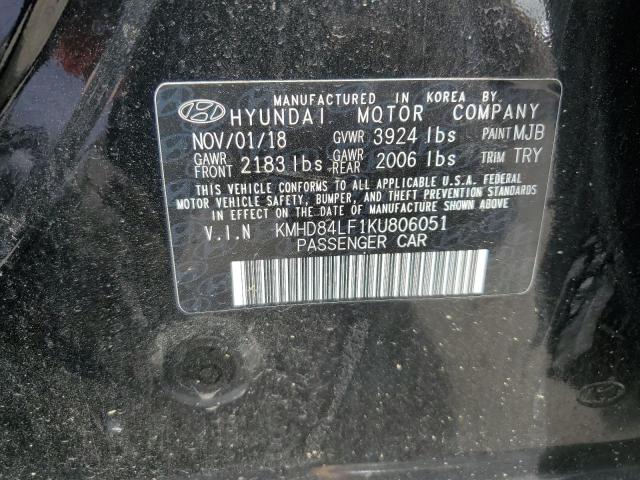 MANUFACTURED IN KOREA BY
HYUNDAI MOTOR COMPANY
NOV/01/18 GVWR 3924 lbs PAINT MJB
GAWR FRONT 2183 lbs GAWR REAR 2006 lbs TRIM TRY
THIS VEHICLE CONFORMS TO ALL APPLICABLE U.S.A. FEDERAL
MOTOR VEHICLE SAFETY, BUMPER, AND THEFT PREVENTION STANDARDS
IN EFFECT ON THE DATE OF MANUFACTURE SHOWN ABOVE
V.I.N KMHD84LF1KU806051
PASSENGER CAR